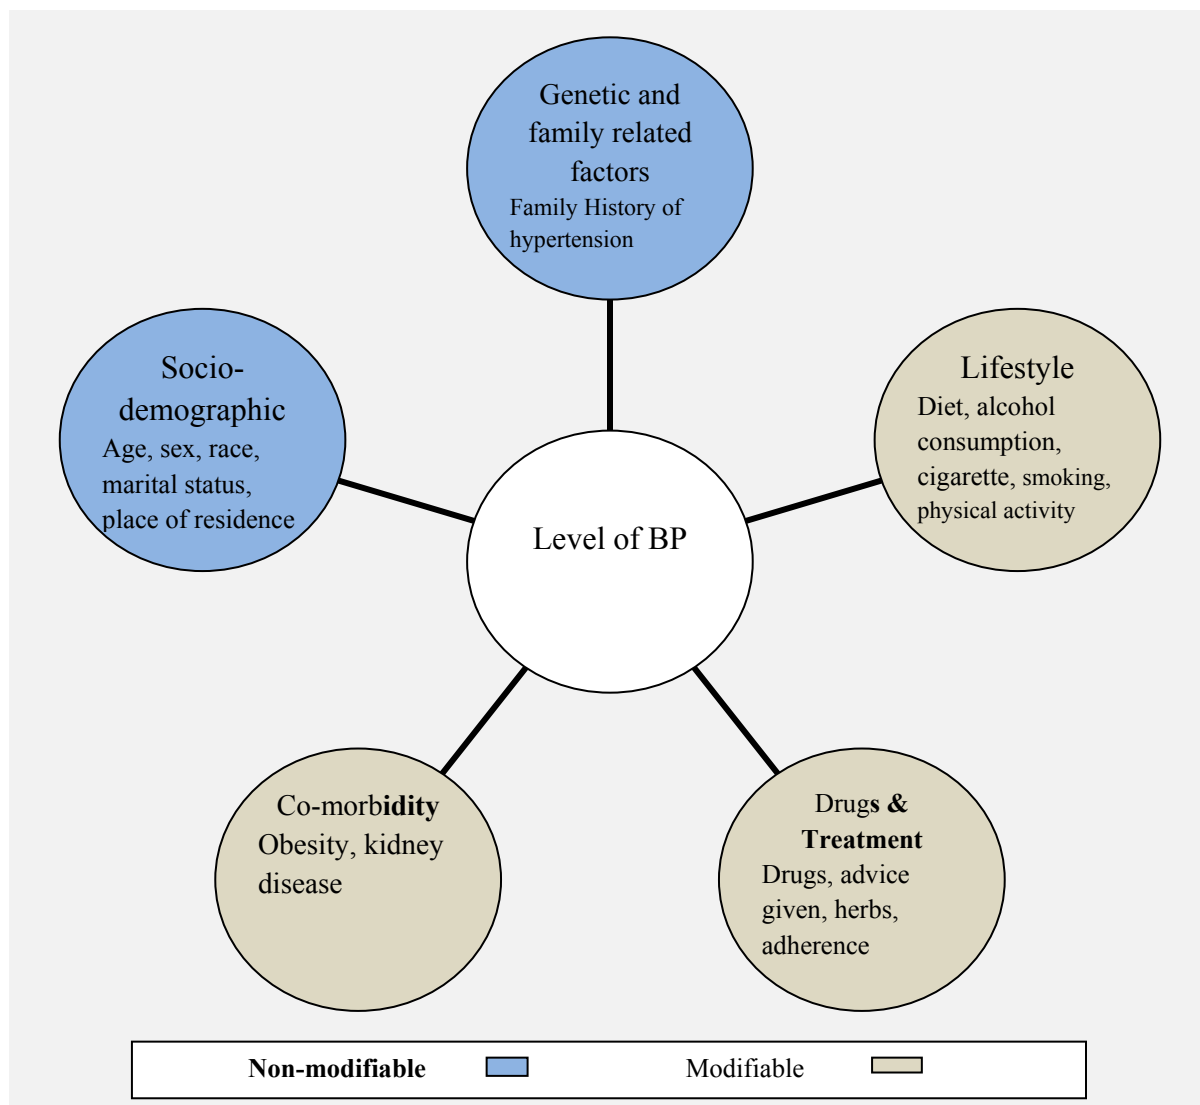 Genetic and
family related
factors
Family History of
hypertension
Socio-
demographic
Age, sex, race,
marital status,
place of residence
Lifestyle
Diet, alcohol
consumption,
cigarette, smoking,
physical activity
Level of BP
Co-morbidity
Obesity, kidney
disease
Drugs &
Treatment
Drugs, advice
given, herbs,
adherence
Non-modifiable
Modifiable